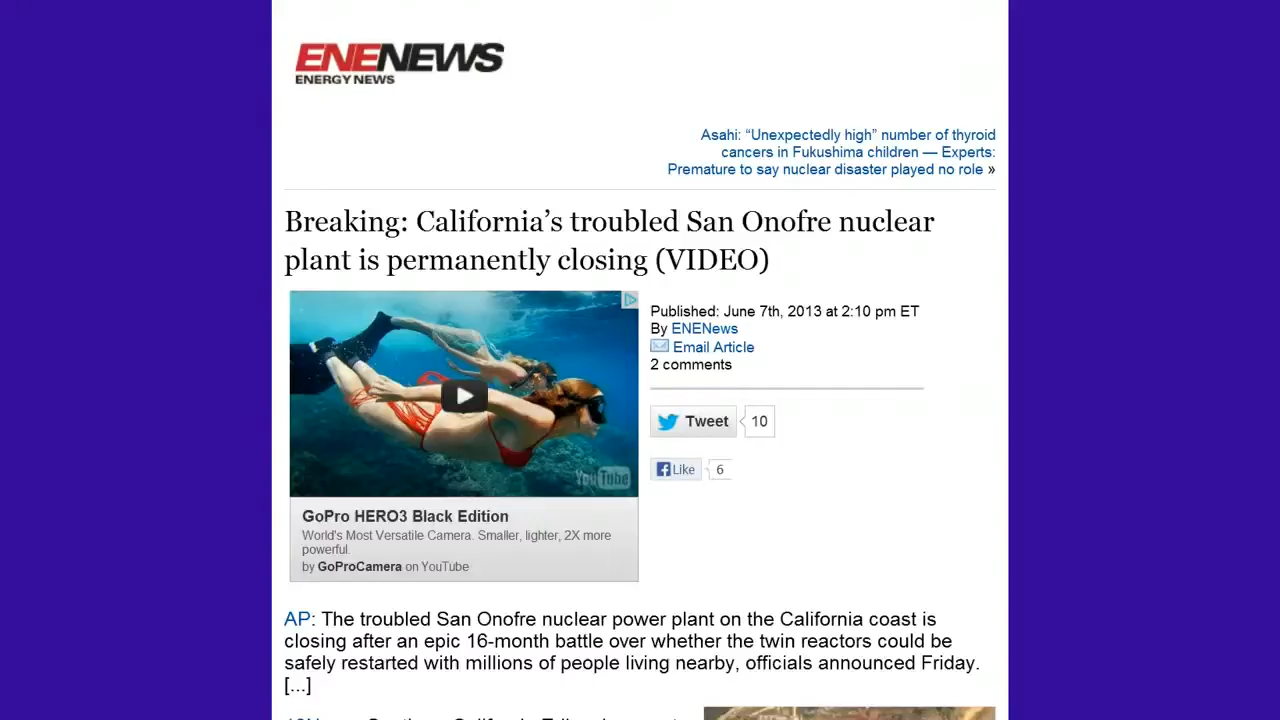 ENENEWS
ENERGY NEWS
Asahi: “Unexpectedly high” number of thyroid
cancers in Fukushima children — Experts:
Premature to say nuclear disaster played no role »
Breaking: California’s troubled San Onofre nuclear
plant is permanently closing (VIDEO)
YouTube
GoPro HERO3 Black Edition
World's Most Versatile Camera. Smaller, lighter, 2X more
powerful.
by GoProCamera on YouTube
Published: June 7th, 2013 at 2:10 pm ET
By ENENews
Email Article
2 comments
Tweet 10
Like 6
AP: The troubled San Onofre nuclear power plant on the California coast is
closing after an epic 16-month battle over whether the twin reactors could be
safely restarted with millions of people living nearby, officials announced Friday.
[...]